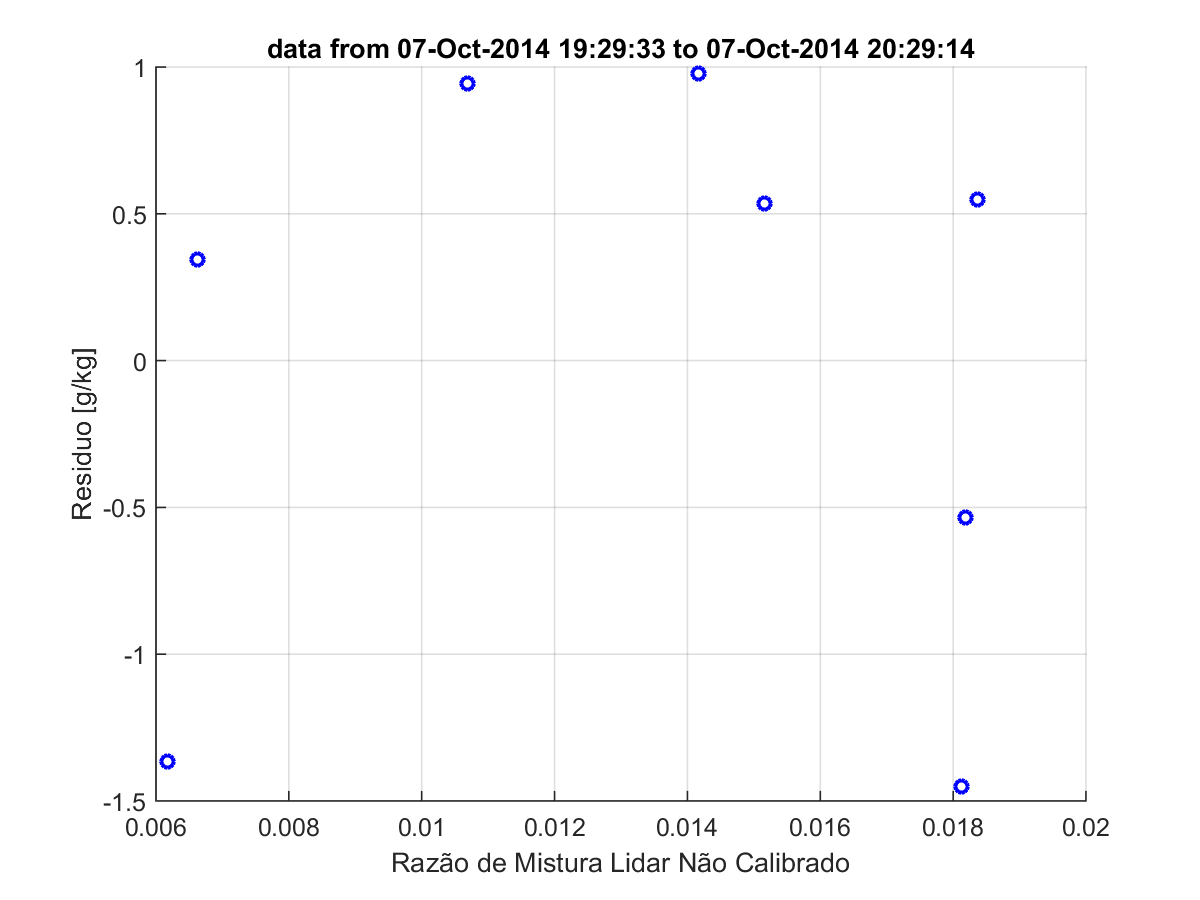 data from 07-Oct-2014 19:29:33 to 07-Oct-2014 20:29:14
1
0.5
0
-0.5
-1
-1.5
Residuo [g/kg]
0.006 0.008 0.01 0.012 0.014 0.016 0.018 0.02
Razão de Mistura Lidar Não Calibrado